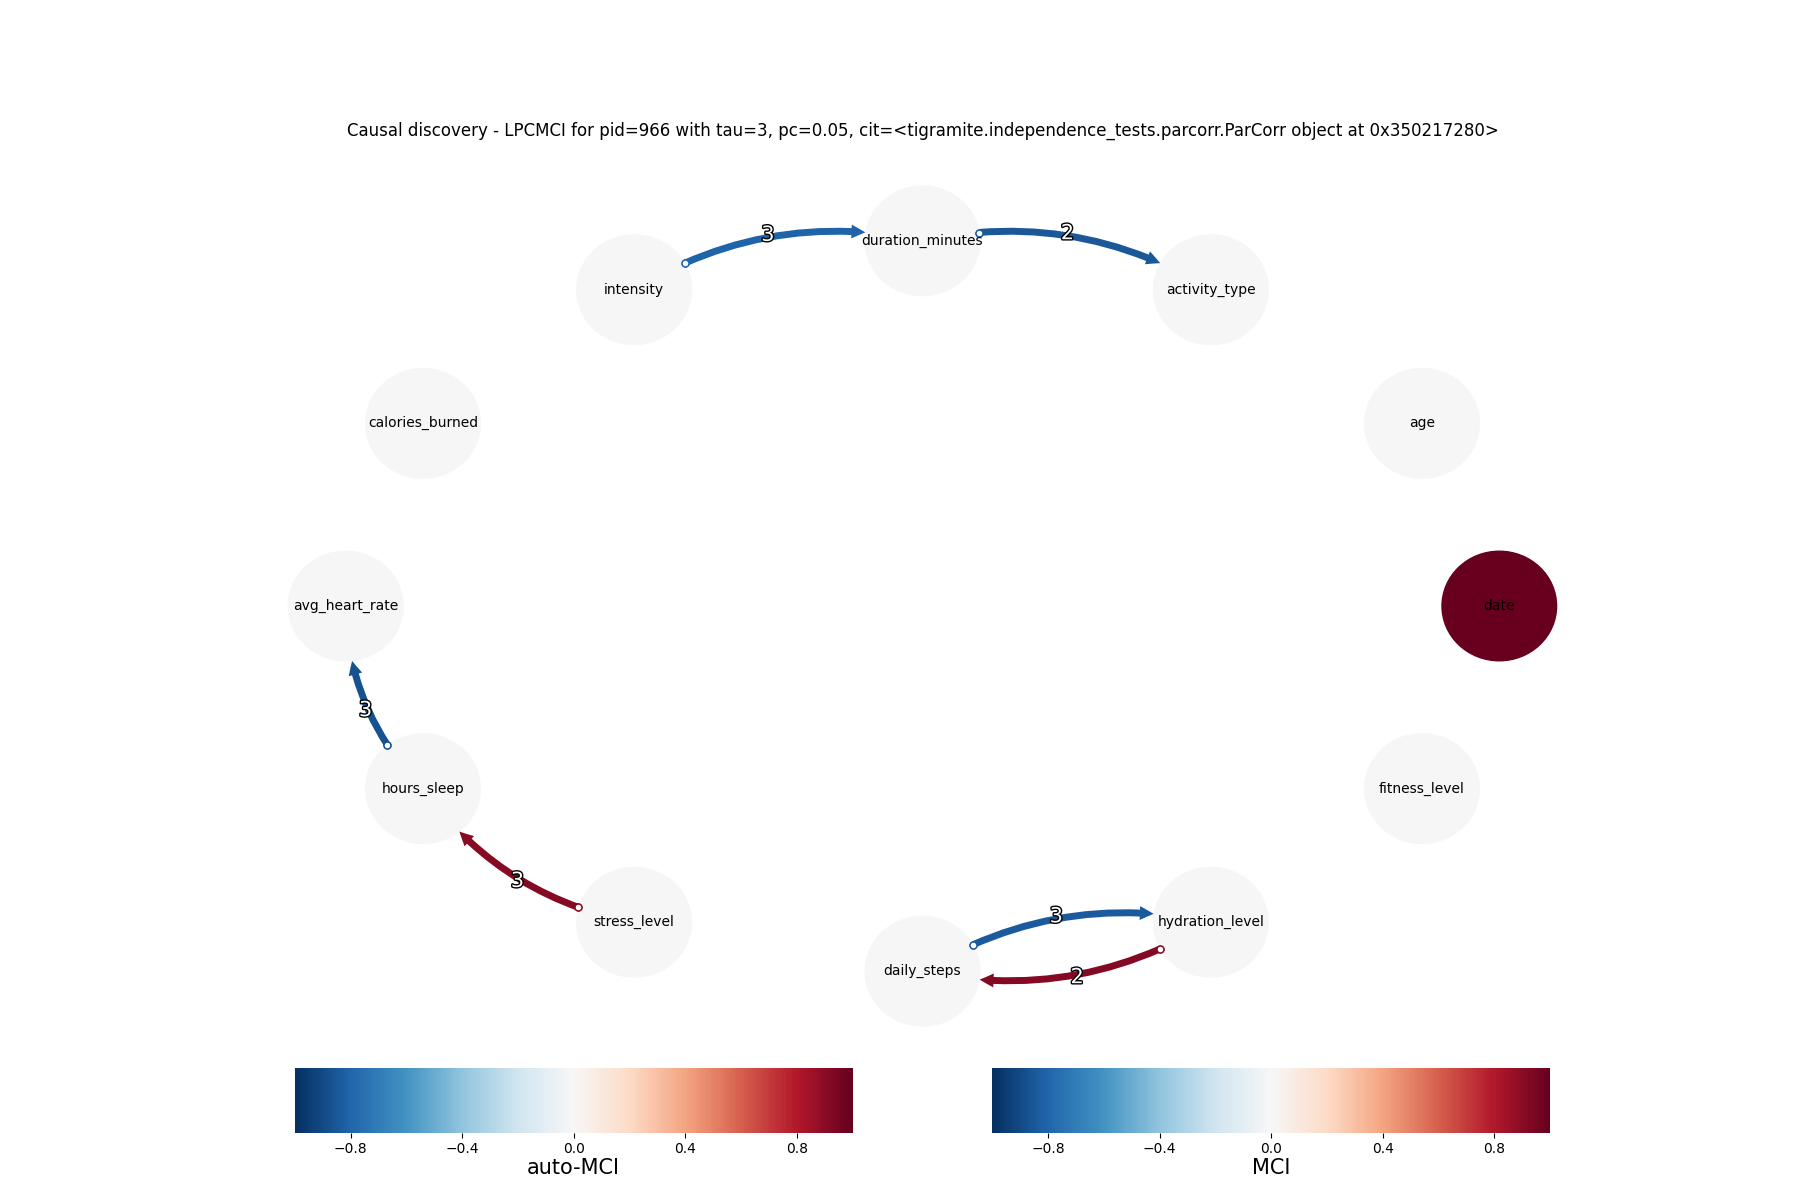 Causal discovery - LPCMCI for pid=966 with tau=3, pc=0.05, cit=<tigramite.independence_tests.parcorr.ParCorr object at 0x350217280>
3
duration_minutes
2
intensity
activity_type
calories_burned
age
avg_heart_rate
date
3
hours_sleep
fitness_level
3
stress_level
3
hydration_level
daily_steps
2
−0.8 −0.4 0.0 0.4 0.8
auto-MCI
−0.8 −0.4 0.0 0.4 0.8
MCI